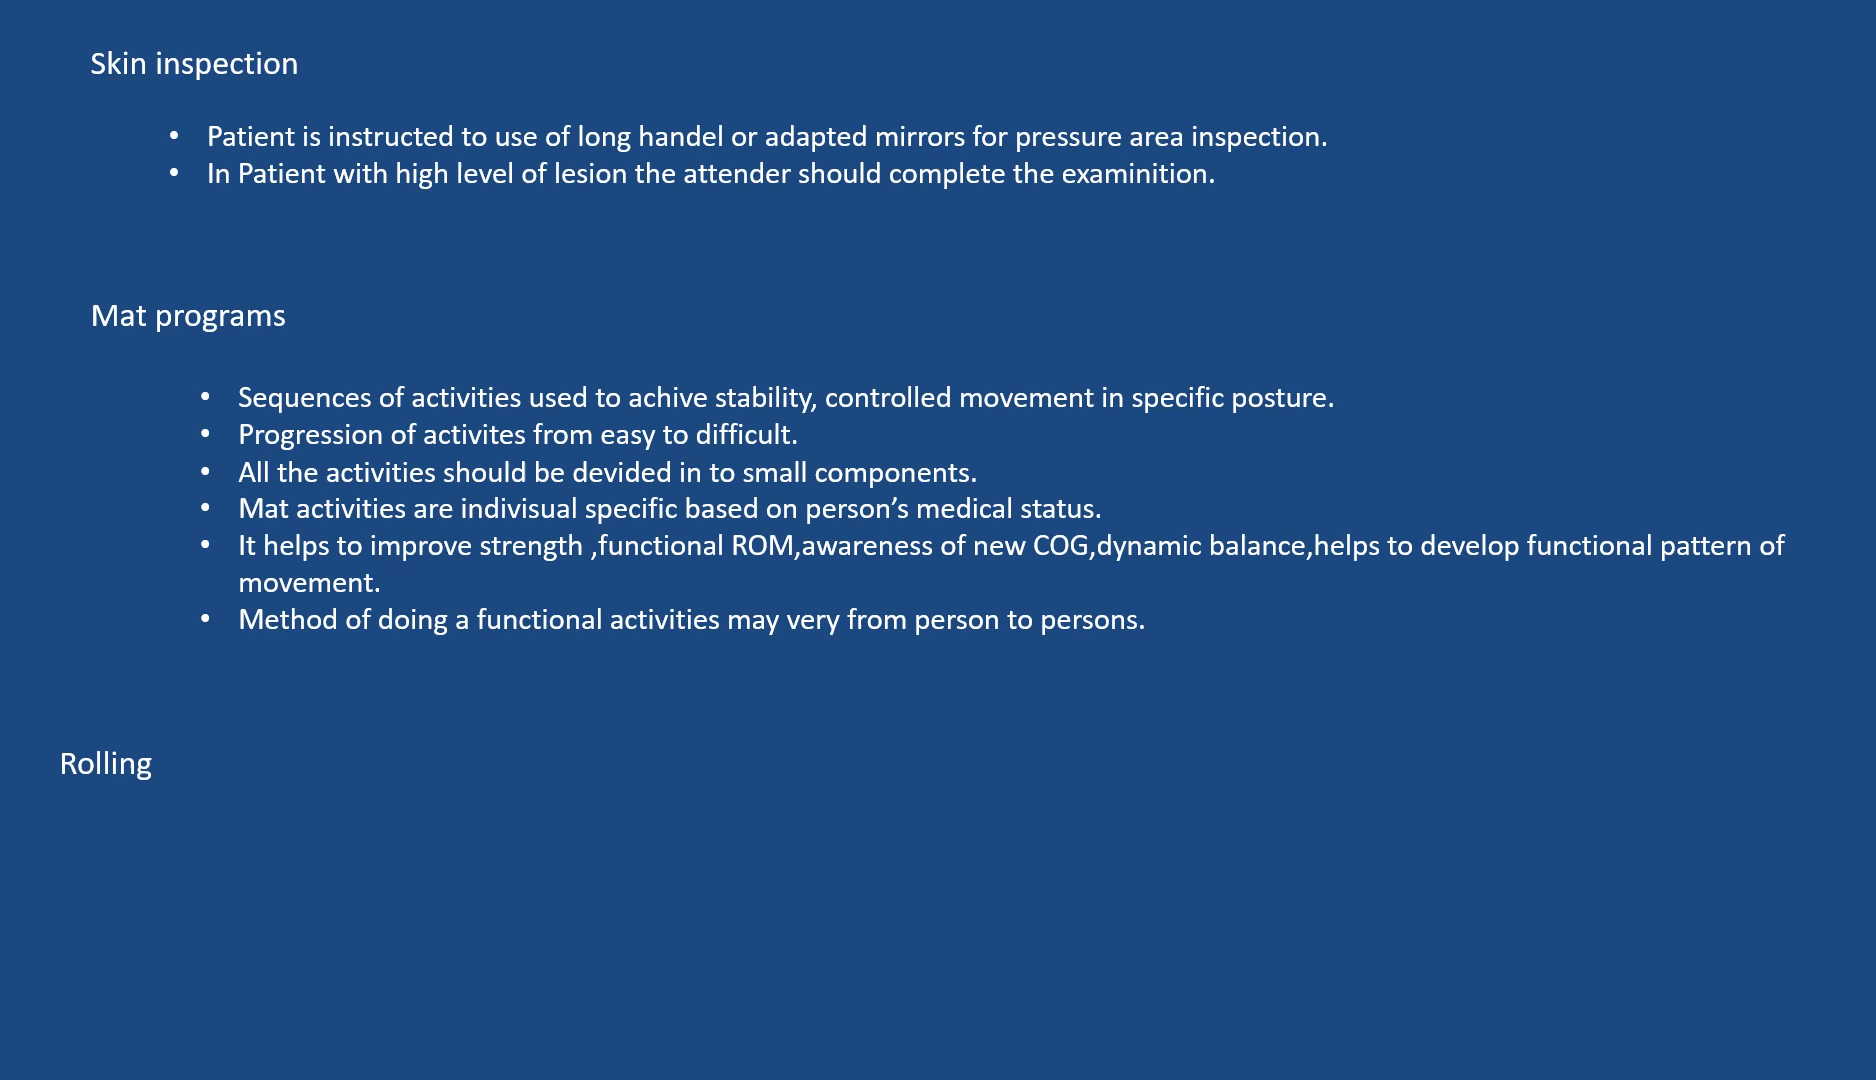 Skin inspection
• Patient is instructed to use of long handel or adapted mirrors for pressure area inspection.
• In Patient with high level of lesion the attender should complete the examinition.
Mat programs
• Sequences of activities used to achive stability, controlled movement in specific posture.
• Progression of activites from easy to difficult.
• All the activities should be devided in to small components.
• Mat activities are indivisual specific based on person’s medical status.
• It helps to improve strength ,functional ROM,awareness of new COG,dynamic balance,helps to develop functional pattern of
movement.
• Method of doing a functional activities may very from person to persons.
Rolling